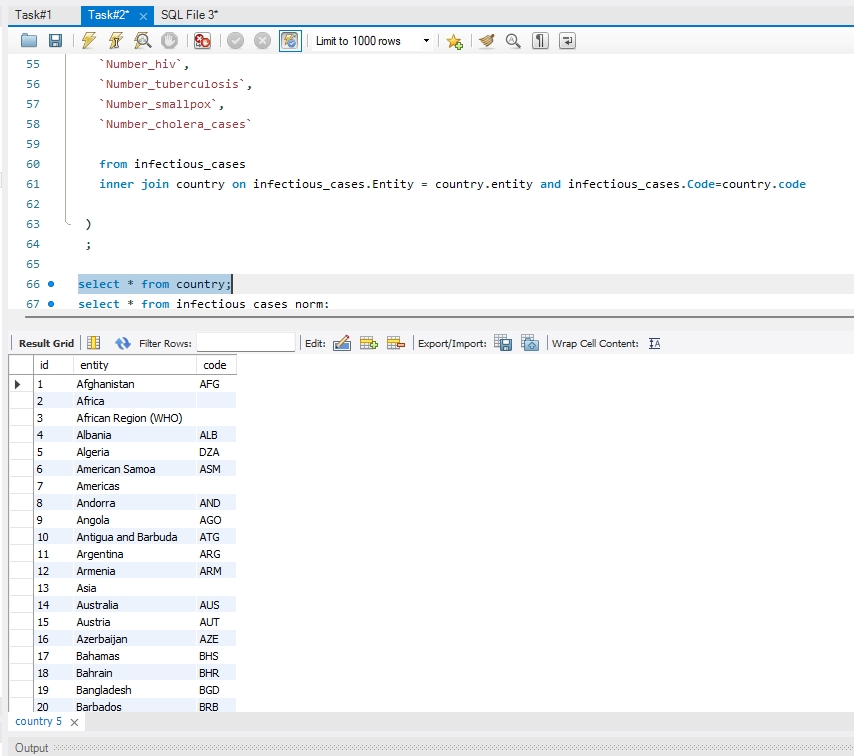 Task#1 Task#2* SQL File 3*
Limit to 1000 rows
55 `Number_hiv`,
56 `Number_tuberculosis`,
57 `Number_smallpox`,
58 `Number_cholera_cases`
59
60 from infectious_cases
61 inner join country on infectious_cases.Entity = country.entity and infectious_cases.Code=country.code
62
63 )
64 ;
65
66 select * from country;
67 select * from infectious_cases_norm;
Result Grid Filter Rows: Edit: Export/Import: Wrap Cell Content:
id entity code
1 Afghanistan AFG
2 Africa
3 African Region (WHO)
4 Albania ALB
5 Algeria DZA
6 American Samoa ASM
7 Americas
8 Andorra AND
9 Angola AGO
10 Antigua and Barbuda ATG
11 Argentina ARG
12 Armenia ARM
13 Asia
14 Australia AUS
15 Austria AUT
16 Azerbaijan AZE
17 Bahamas BHS
18 Bahrain BHR
19 Bangladesh BGD
20 Barbados BRB
country 5
Output